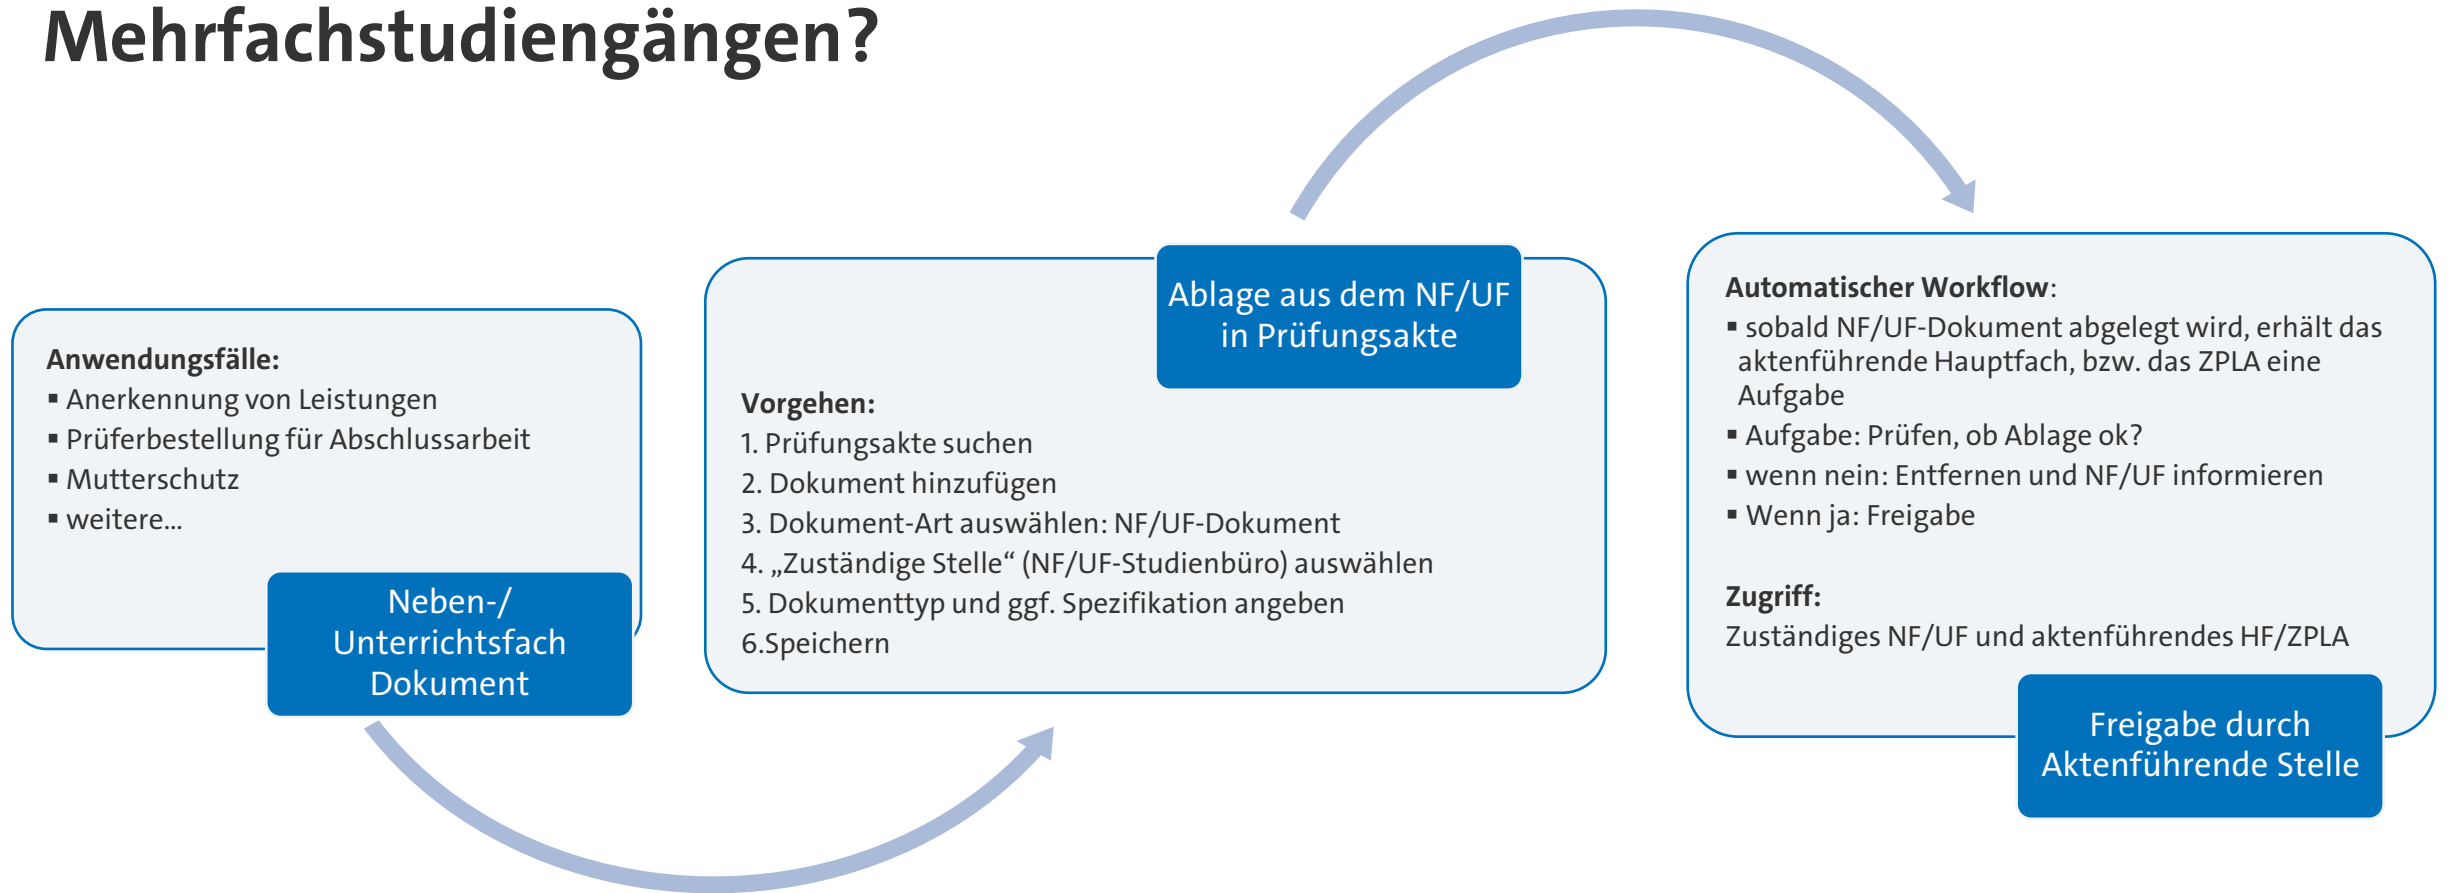 Mehrfachstudiengängen?
Anwendungsfälle:
▪ Anerkennung von Leistungen
▪ Prüferbestellung für Abschlussarbeit
▪ Mutterschutz
▪ weitere...
Neben-/
Unterrichtsfach
Dokument
Ablage aus dem NF/UF
in Prüfungsakte
Vorgehen:
1. Prüfungsakte suchen
2. Dokument hinzufügen
3. Dokument-Art auswählen: NF/UF-Dokument
4. „Zuständige Stelle“ (NF/UF-Studienbüro) auswählen
5. Dokumenttyp und ggf. Spezifikation angeben
6.Speichern
Automatischer Workflow:
▪ sobald NF/UF-Dokument abgelegt wird, erhält das
aktenführende Hauptfach, bzw. das ZPLA eine
Aufgabe
▪ Aufgabe: Prüfen, ob Ablage ok?
▪ wenn nein: Entfernen und NF/UF informieren
▪ Wenn ja: Freigabe
Zugriff:
Zuständiges NF/UF und aktenführendes HF/ZPLA
Freigabe durch
Aktenführende Stelle